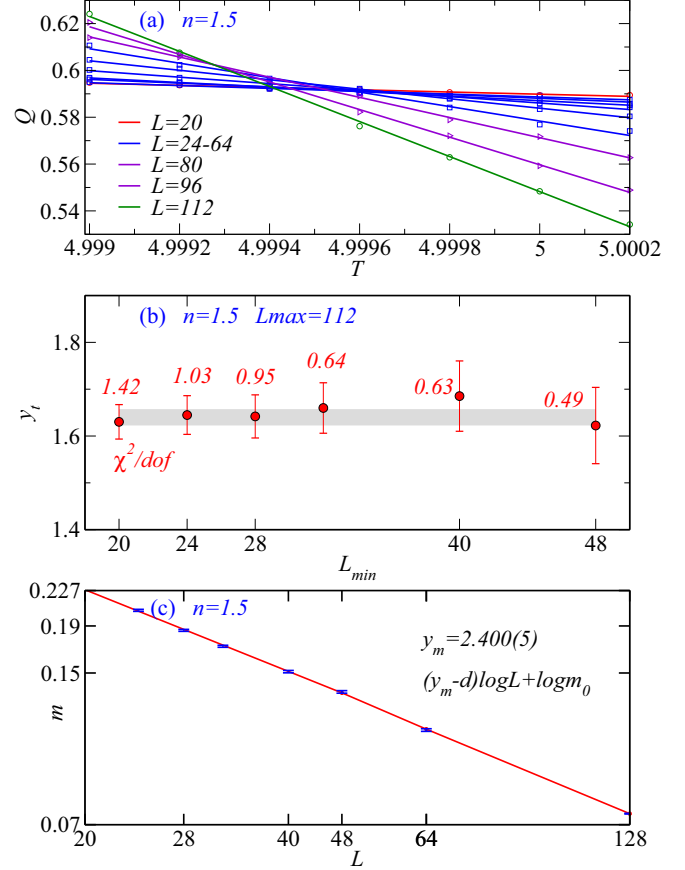 (a) n=1.5
0.62
0.6
0.58
0.56
0.54
Q
L=20
L=24-64
L=80
L=96
L=112
4.999 4.9992 4.9994 4.9996 4.9998 5 5.0002
T
(b) n=1.5 Lmax=112
1.8
1.6
1.4
y_t
1.42 1.03 0.95 0.64 0.63 0.49
χ^2/dof
20 24 28 40 48
L_min
(c) n=1.5
0.227
0.19
0.15
0.07
m
y_m=2.400(5)
(y_m-d)logL+logm_0
20 28 40 48 64 128
L